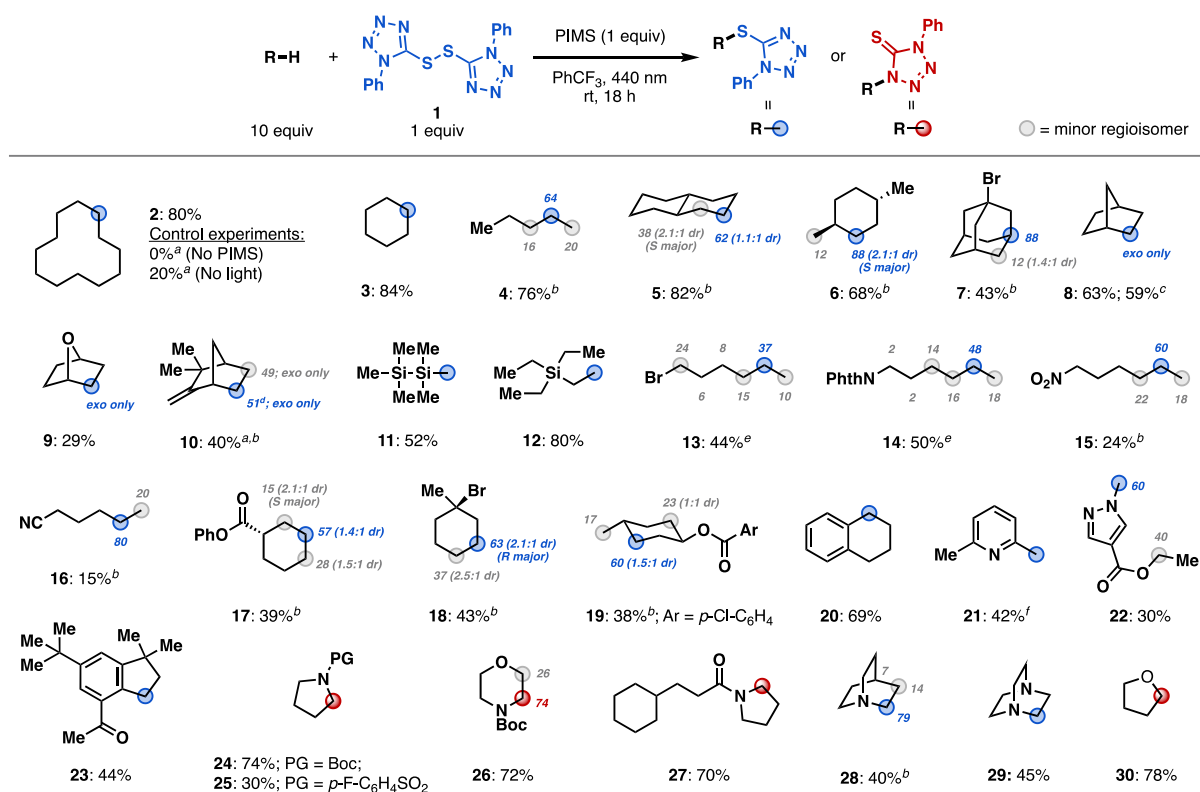 R–H + N N N N Ph S S N N N N Ph 1 PIMS (1 equiv) PhCF₃, 440 nm rt, 18 h R S N N N N Ph or S Ph N N N N R
10 equiv 1 equiv = R = R = minor regioisomer
2: 80%
Control experiments:
0%ᵃ (No PIMS)
20%ᵃ (No light)
3: 84%
Me 64 16 20
4: 76%ᵇ
38 (2.1:1 dr)
(S major)
62 (1.1:1 dr)
5: 82%ᵇ
Me
12
88 (2.1:1 dr)
(S major)
6: 68%ᵇ
Br
88
12 (1.4:1 dr)
7: 43%ᵇ
exo only
8: 63%; 59%ᶜ
O
exo only
9: 29%
Me
Me
49; exo only
51ᵈ; exo only
10: 40%ᵃ,ᵇ
Me Me
Me Si Si
Me Me
11: 52%
Me
Me
Si
Me
12: 80%
24 8 37
Br 6 15 10
13: 44%ᵉ
2 14 48
PhthN 2 16 18
14: 50%ᵉ
60
NO₂ 22 18
15: 24%ᵇ
20
NC 80
16: 15%ᵇ
15 (2.1:1 dr)
(S major)
O
PhO
57 (1.4:1 dr)
28 (1.5:1 dr)
17: 39%ᵇ
Me Br
63 (2.1:1 dr)
(R major)
37 (2.5:1 dr)
18: 43%ᵇ
23 (1:1 dr)
17
O Ar
O
60 (1.5:1 dr)
19: 38%ᵇ; Ar = p-Cl-C₆H₄
20: 69%
Me N
21: 42%ᶠ
60
N
N
40
O O Me
22: 30%
Me Me
Me Me
Me
Me O
23: 44%
PG
N
24: 74%; PG = Boc;
25: 30%; PG = p-F-C₆H₄SO₂
O 26
N 74
Boc
26: 72%
O
N
27: 70%
7
14
N
79
28: 40%ᵇ
N
N
29: 45%
O
30: 78%